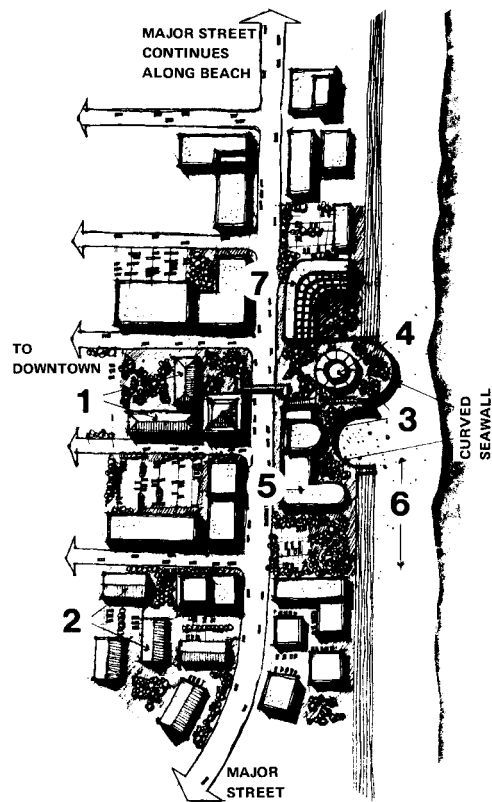 MAJOR STREET
CONTINUES
ALONG BEACH
7
TO
DOWNTOWN
4
1
3
CURVED
SEAWALL
5
6
2
MAJOR
STREET